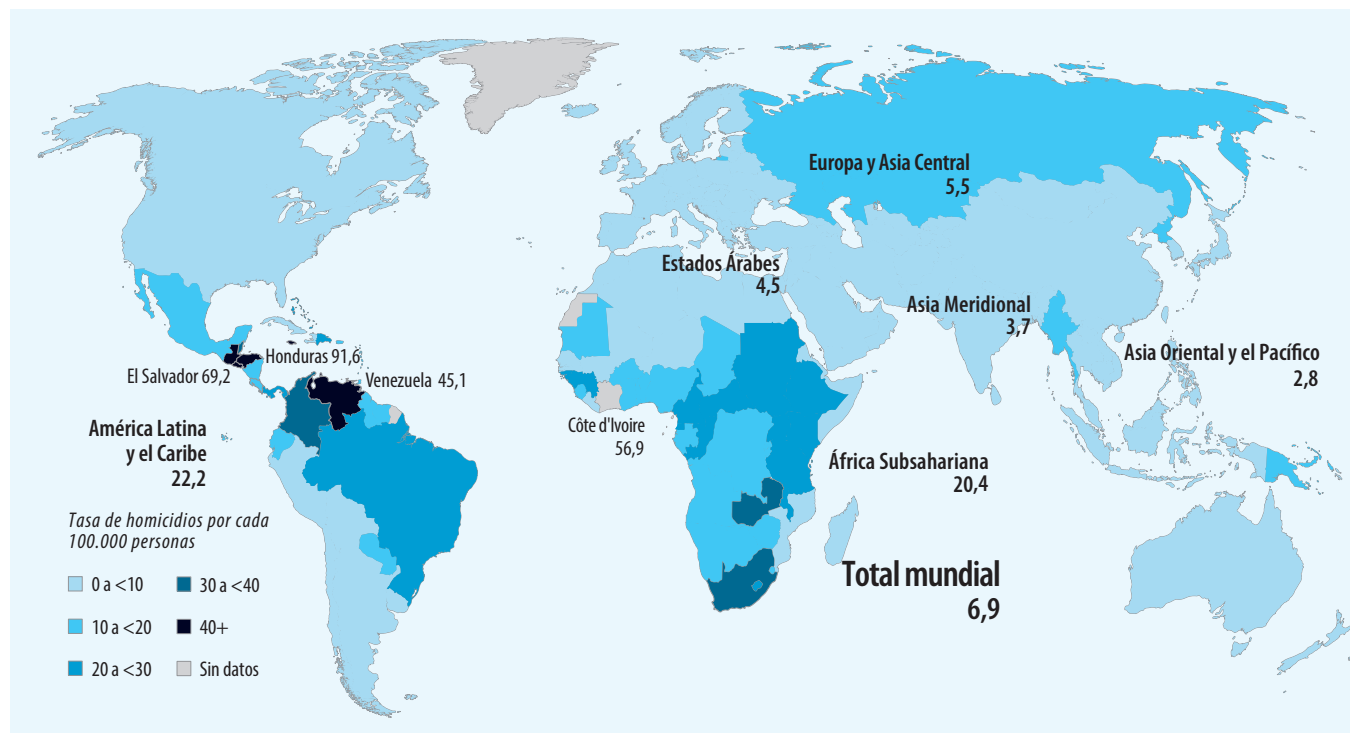 Europa y Asia Central
5,5
Estados Árabes
4,5
Asia Meridional
3,7
Asia Oriental y el Pacífico
2,8
Honduras 91,6
El Salvador 69,2
Venezuela 45,1
Côte d'Ivoire
56,9
América Latina
y el Caribe
22,2
África Subsahariana
20,4
Tasa de homicidios por cada
100.000 personas
0 a <10
10 a <20
20 a <30
30 a <40
40+
Sin datos
Total mundial
6,9